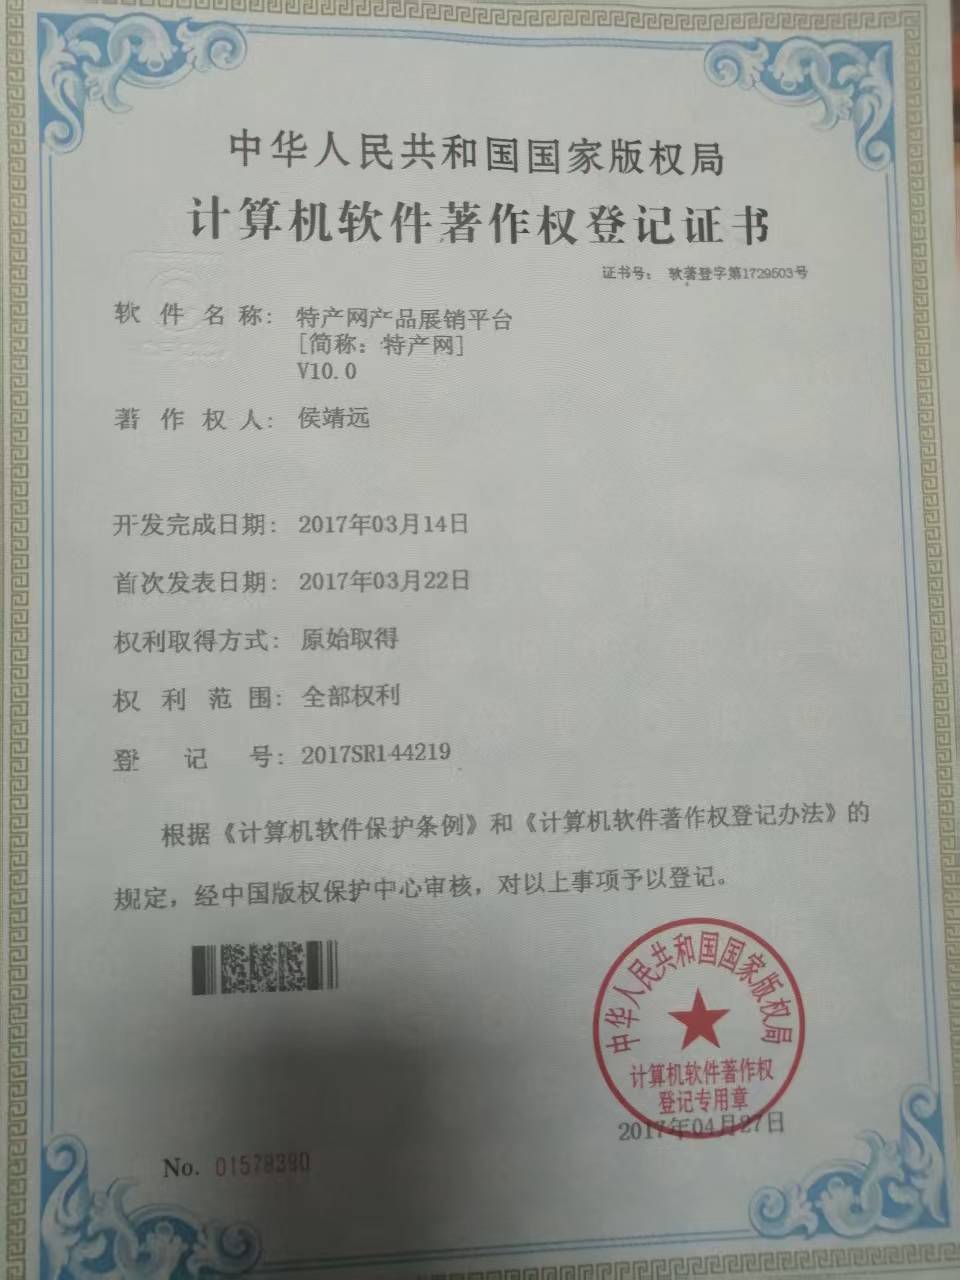 中华人民共和国国家版权局
计算机软件著作权登记证书
证书号： 软著登字第1729503号
软件名称： 特产网产品展销平台
[简称：特产网]
V10.0
著作权人： 侯靖远
开发完成日期： 2017年03月14日
首次发表日期： 2017年03月22日
权利取得方式： 原始取得
权利范围： 全部权利
登记号： 2017SR144219
根据《计算机软件保护条例》和《计算机软件著作权登记办法》的
规定，经中国版权保护中心审核，对以上事项予以登记。
中华人民共和国国家版权局
计算机软件著作权
登记专用章
2017年04月27日
No. 01578390